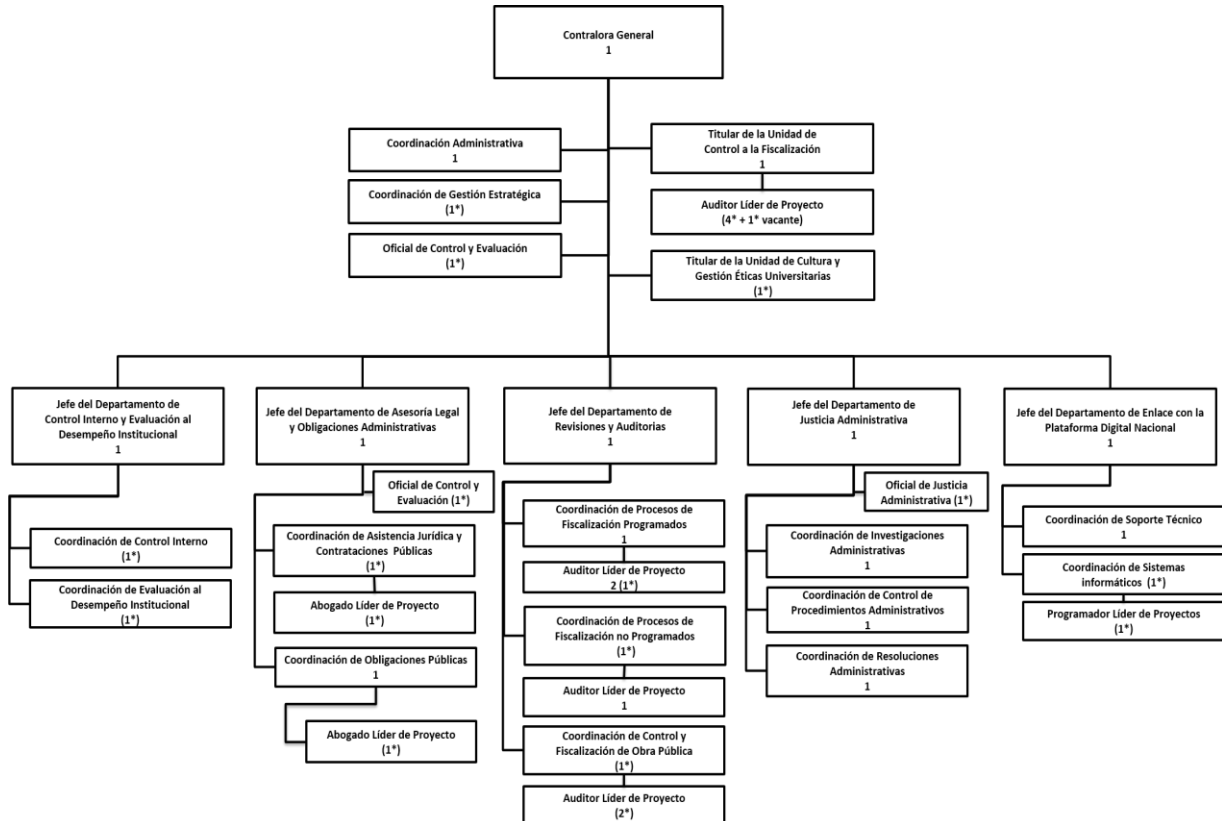 Contralora General
1
Coordinación Administrativa
1
Coordinación de Gestión Estratégica
(1*)
Oficial de Control y Evaluación
(1*)
Titular de la Unidad de
Control a la Fiscalización
1
Auditor Líder de Proyecto
(4* + 1* vacante)
Titular de la Unidad de Cultura y
Gestión Éticas Universitarias
(1*)
Jefe del Departamento de
Control Interno y Evaluación al
Desempeño Institucional
1
Coordinación de Control Interno
(1*)
Coordinación de Evaluación al
Desempeño Institucional
(1*)
Jefe del Departamento de Asesoría Legal
y Obligaciones Administrativas
1
Oficial de Control y
Evaluación (1*)
Coordinación de Asistencia Jurídica y
Contrataciones Públicas
(1*)
Abogado Líder de Proyecto
(1*)
Coordinación de Obligaciones Públicas
1
Abogado Líder de Proyecto
(1*)
Jefe del Departamento de
Revisiones y Auditorias
1
Coordinación de Procesos de
Fiscalización Programados
1
Auditor Líder de Proyecto
2 (1*)
Coordinación de Procesos de
Fiscalización no Programados
(1*)
Auditor Líder de Proyecto
1
Coordinación de Control y
Fiscalización de Obra Pública
(1*)
Auditor Líder de Proyecto
(2*)
Jefe del Departamento de
Justicia Administrativa
1
Oficial de Justicia
Administrativa (1*)
Coordinación de Investigaciones
Administrativas
1
Coordinación de Control de
Procedimientos Administrativos
1
Coordinación de Resoluciones
Administrativas
1
Jefe del Departamento de Enlace con la
Plataforma Digital Nacional
1
Coordinación de Soporte Técnico
1
Coordinación de Sistemas
informáticos (1*)
Programador Líder de Proyectos
(1*)